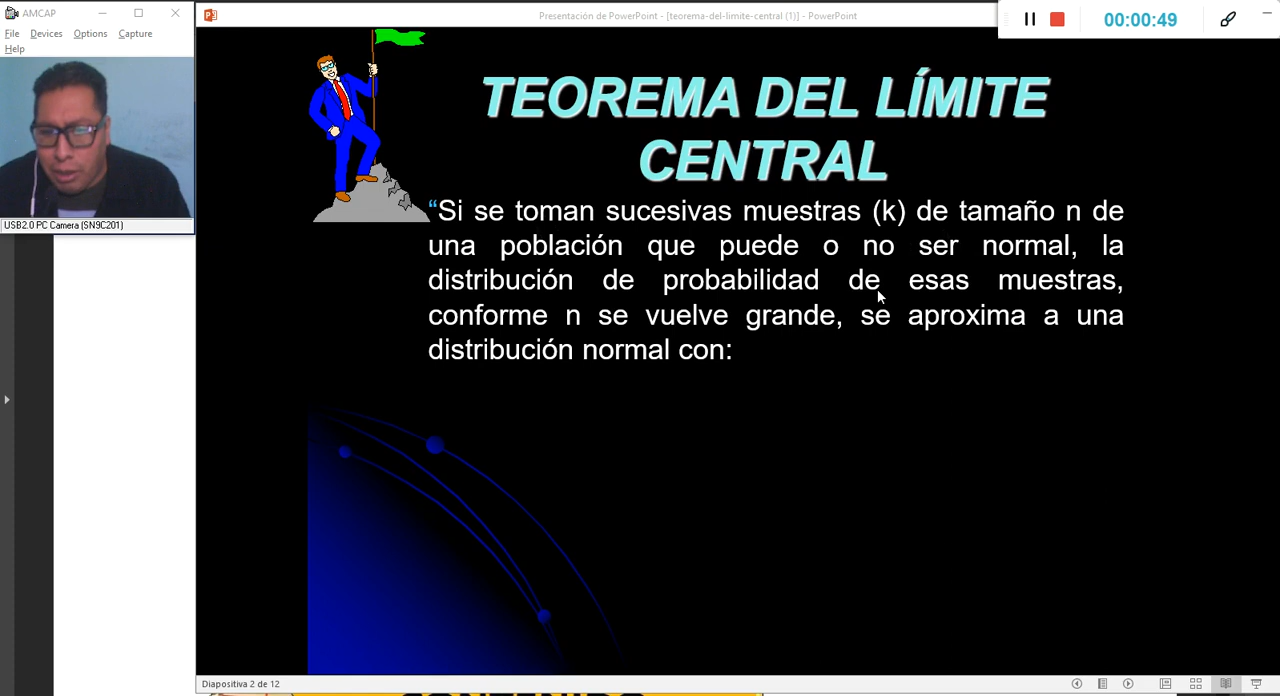 AMCAP
File Devices Options Capture
Help
USB2.0 PC Camera (SN9C201)
Presentación de PowerPoint - [teorema-del-limite-central (1)] - PowerPoint
00:00:49
TEOREMA DEL LÍMITE
CENTRAL
“Si se toman sucesivas muestras (k) de tamaño n de
una población que puede o no ser normal, la
distribución de probabilidad de esas muestras,
conforme n se vuelve grande, se aproxima a una
distribución normal con:
Diapositiva 2 de 12